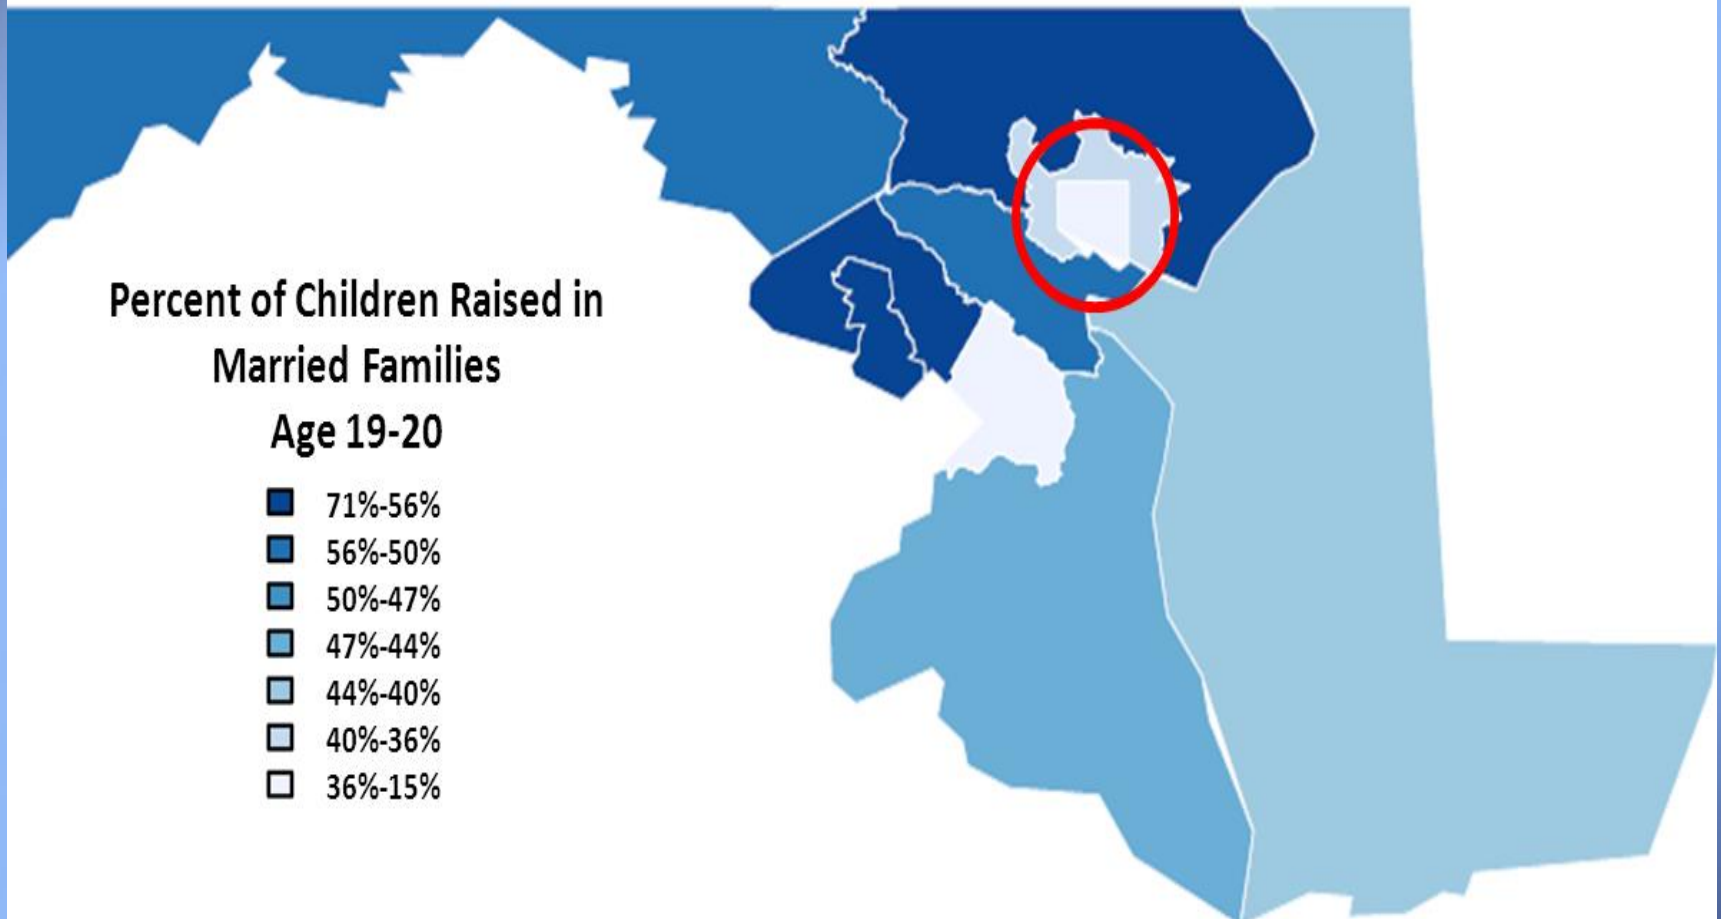 Percent of Children Raised in
Married Families
Age 19-20
71%-56%
56%-50%
50%-47%
47%-44%
44%-40%
40%-36%
36%-15%